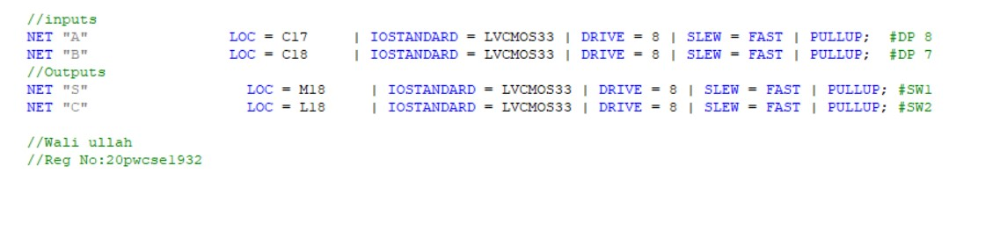 //inputs
NET "A" LOC = C17 | IOSTANDARD = LVCMOS33 | DRIVE = 8 | SLEW = FAST | PULLUP; #DP 8
NET "B" LOC = C18 | IOSTANDARD = LVCMOS33 | DRIVE = 8 | SLEW = FAST | PULLUP; #DP 7
//Outputs
NET "S" LOC = M18 | IOSTANDARD = LVCMOS33 | DRIVE = 8 | SLEW = FAST | PULLUP; #SW1
NET "C" LOC = L18 | IOSTANDARD = LVCMOS33 | DRIVE = 8 | SLEW = FAST | PULLUP; #SW2
//Wali ullah
//Reg No:20pwcse1932